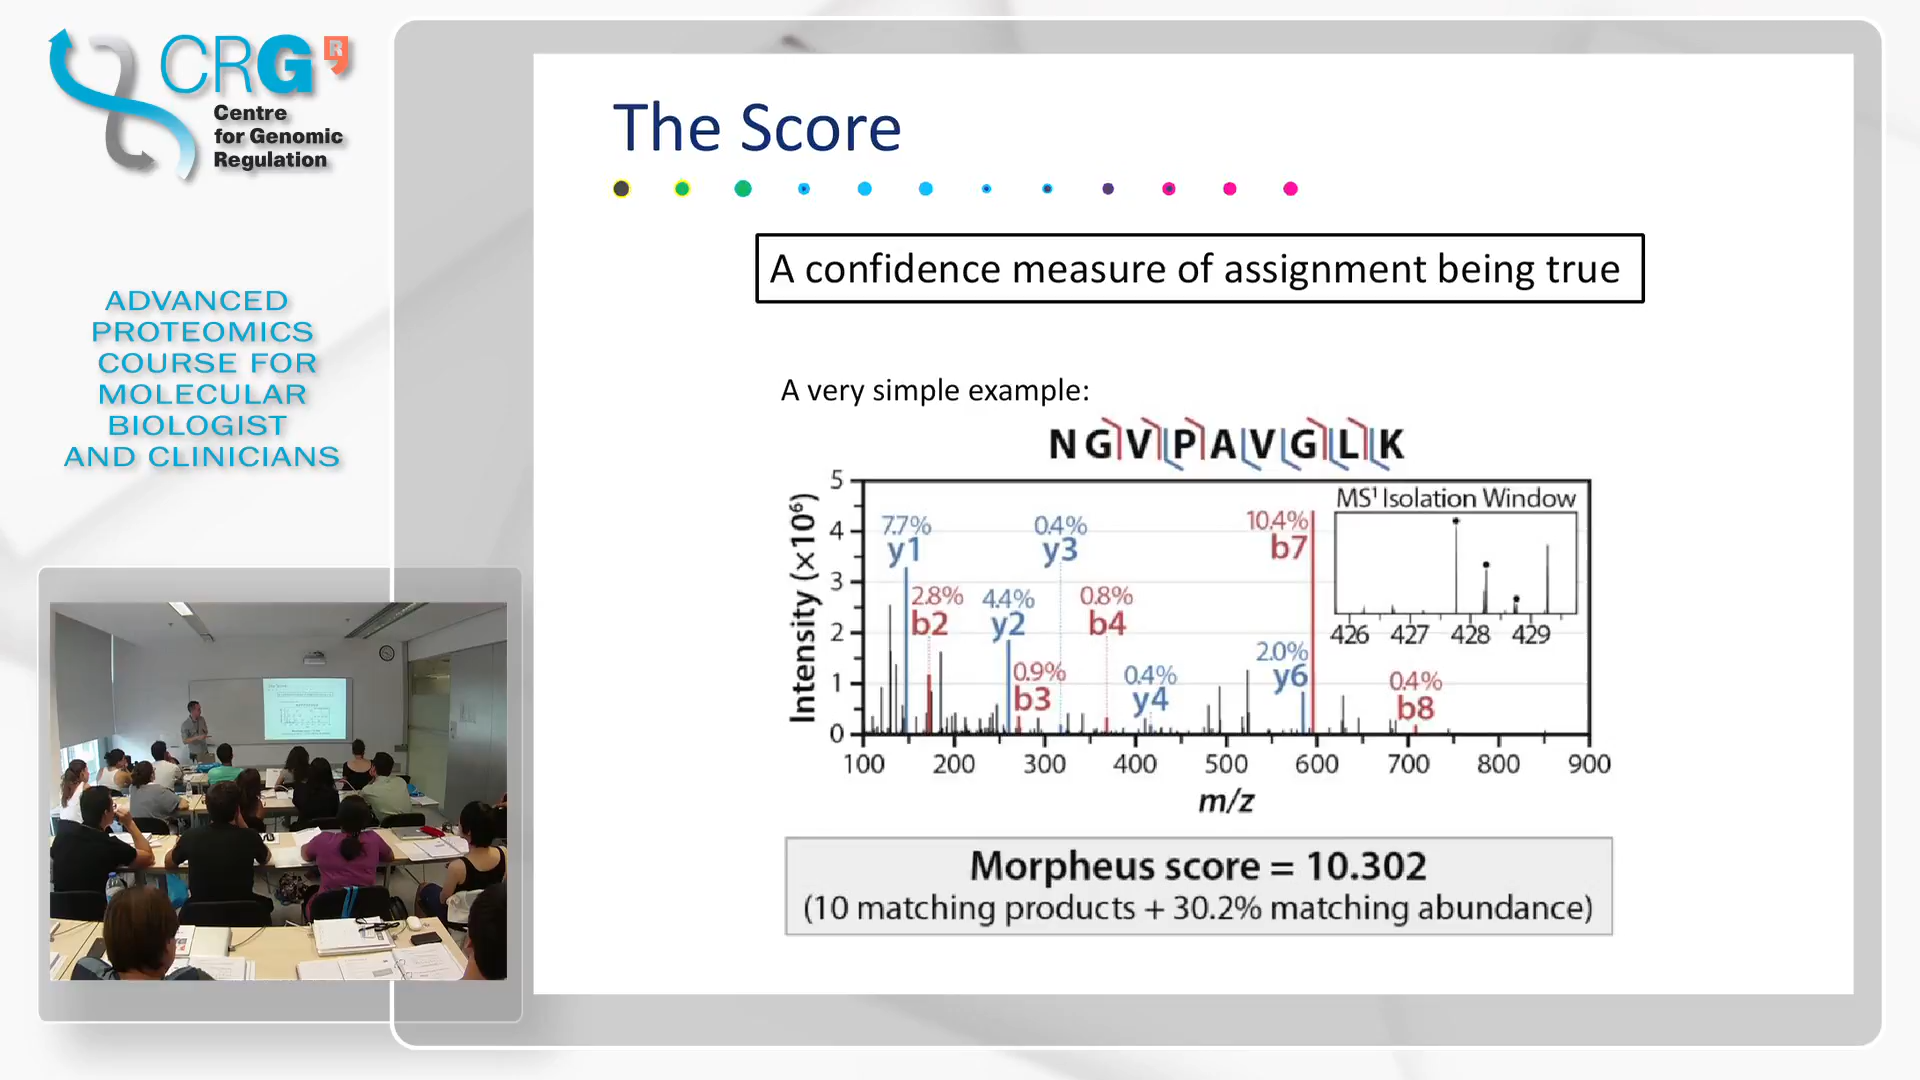 CRG
R
Centre
for Genomic
Regulation
ADVANCED
PROTEOMICS
COURSE FOR
MOLECULAR
BIOLOGIST
AND CLINICIANS
The Score
A confidence measure of assignment being true
A very simple example:
NGVPAVGLK
Intensity (×10⁶)
5
4
3
2
1
0
7.7%
y1
2.8%
b2
4.4%
y2
0.9%
b3
0.4%
y3
0.8%
b4
0.4%
y4
10.4%
b7
2.0%
y6
0.4%
b8
MS¹ Isolation Window
426 427 428 429
100 200 300 400 500 600 700 800 900
m/z
Morpheus score = 10.302
(10 matching products + 30.2% matching abundance)